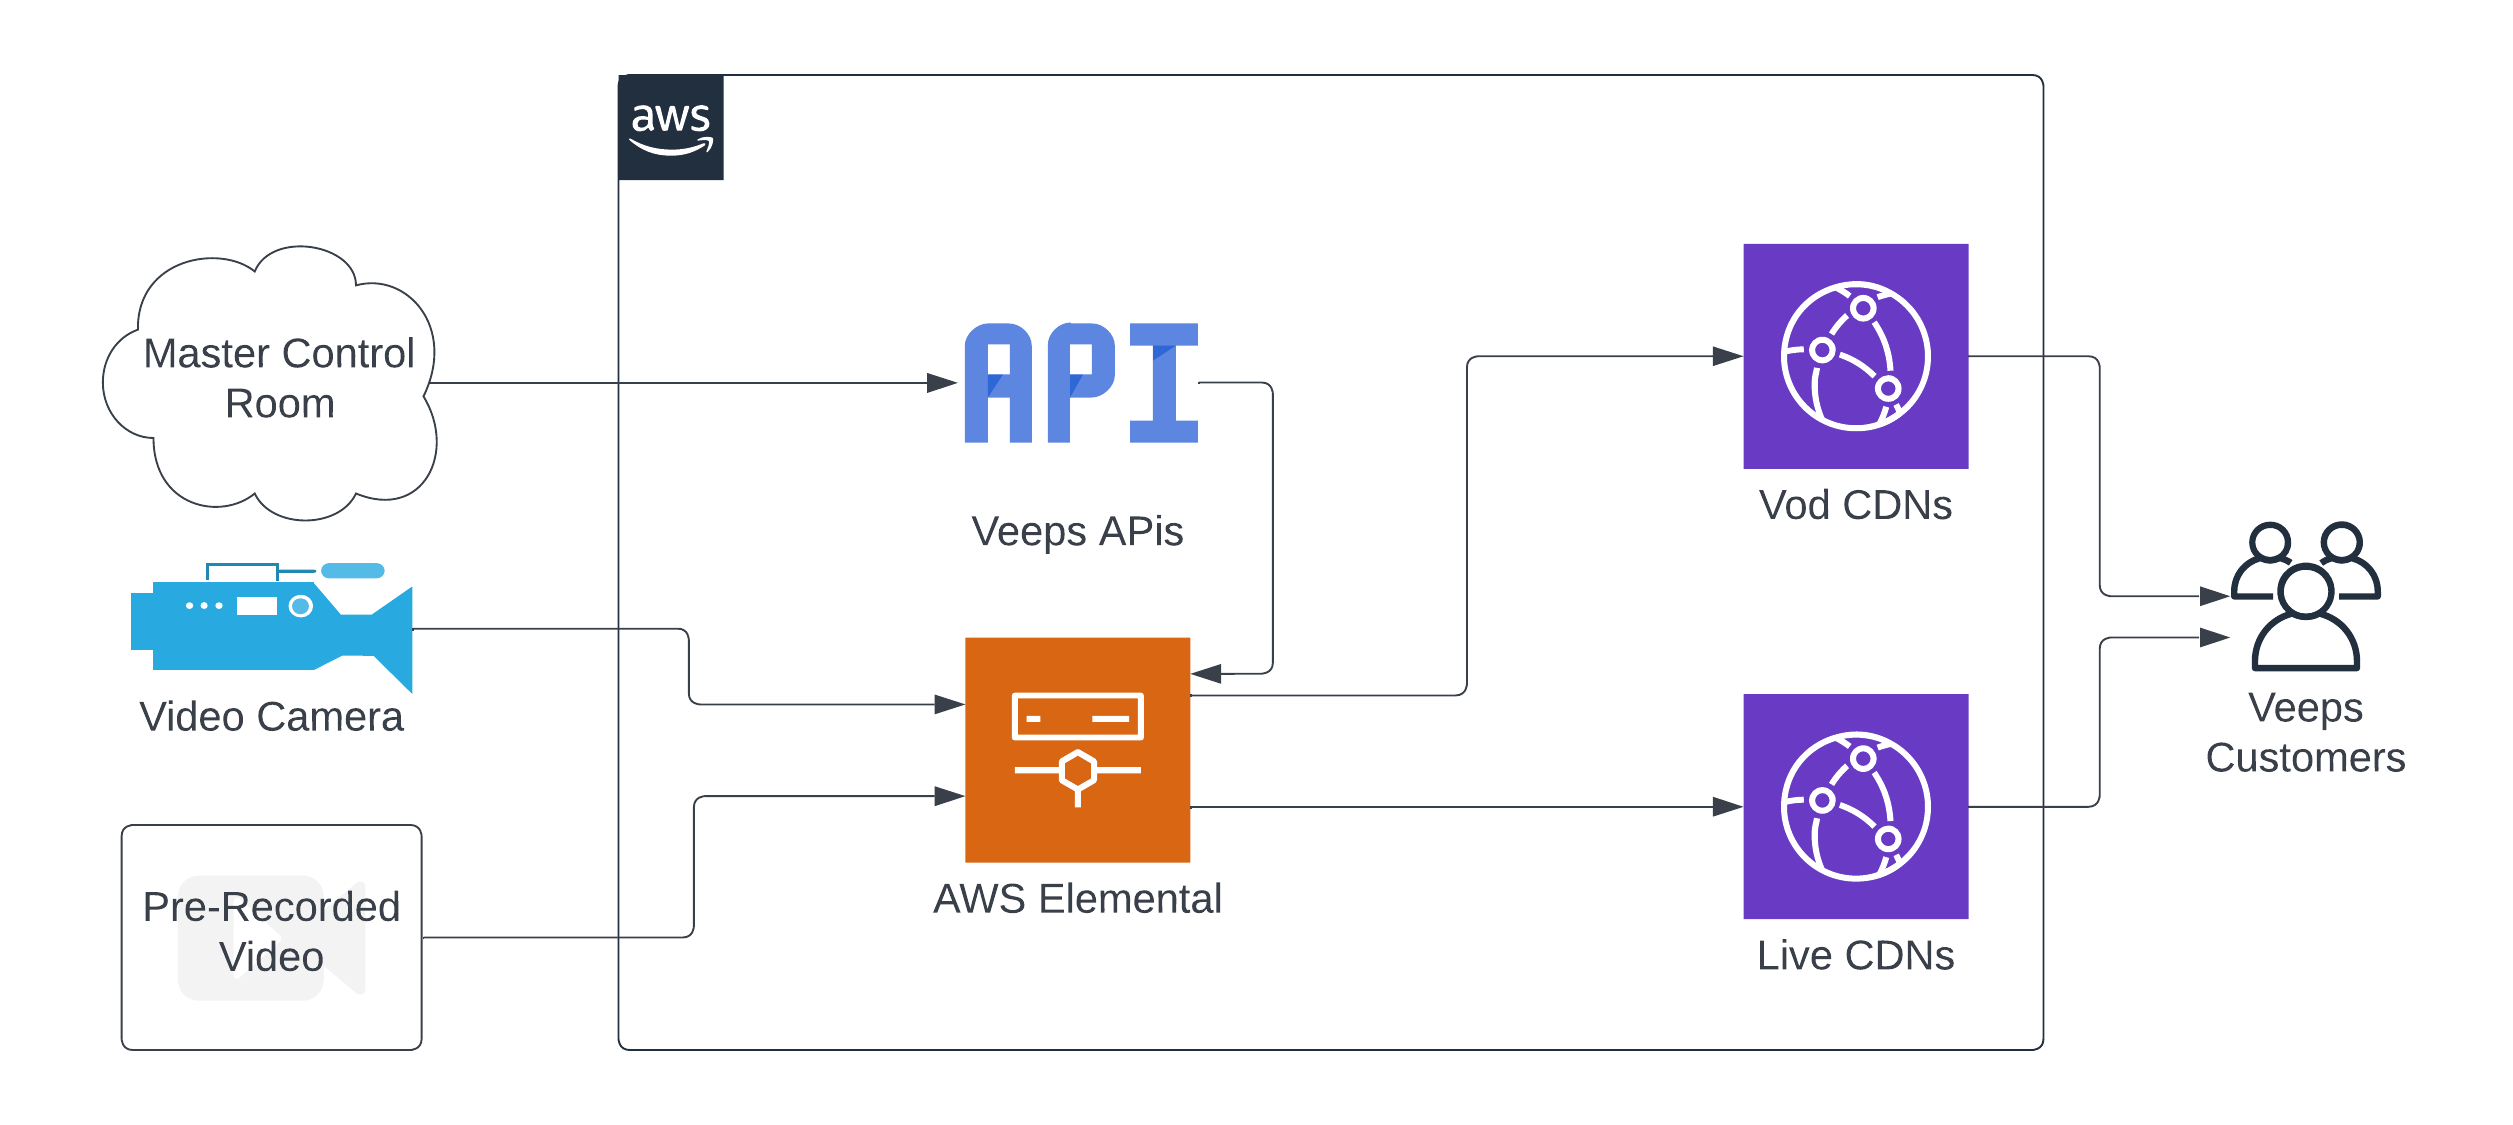 aws
Master Control
Room
API
Veeps APis
Vod CDNs
Video Camera
Veeps
Customers
Pre-Recorded
Video
AWS Elemental
Live CDNs